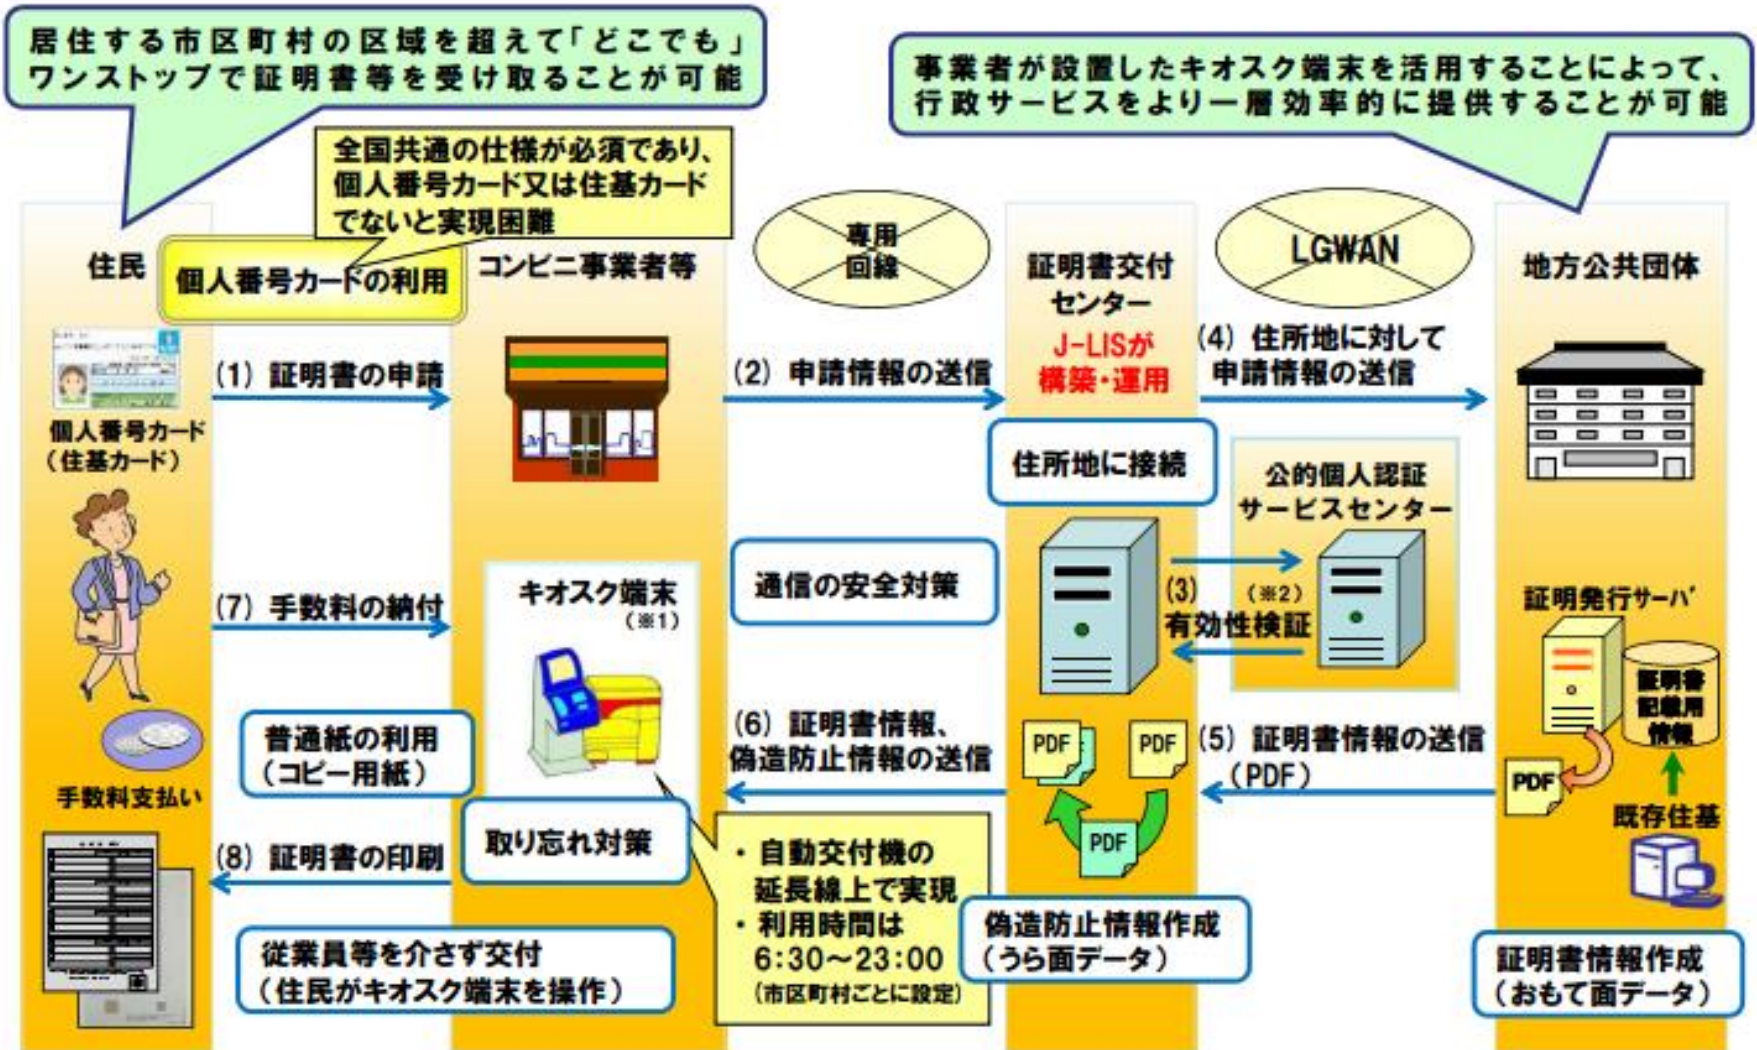 居住する市区町村の区域を超えて「どこでも」
ワンストップで証明書等を受け取ることが可能
事業者が設置したキオスク端末を活用することによって、
行政サービスをより一層効率的に提供することが可能
全国共通の仕様が必須であり、
個人番号カード又は住基カード
でないと実現困難
住民
個人番号カードの利用
コンビニ事業者等
専用
回線
証明書交付
センター
J-LISが
構築・運用
LGWAN
地方公共団体
(1) 証明書の申請
(2) 申請情報の送信
(4) 住所地に対して
申請情報の送信
個人番号カード
(住基カード)
住所地に接続
公的個人認証
サービスセンター
(7) 手数料の納付
キオスク端末
(※1)
通信の安全対策
(3)
(※2)
有効性検証
証明発行サーバ
証明書
記載用
情報
普通紙の利用
(コピー用紙)
(6) 証明書情報、
偽造防止情報の送信
PDF
PDF
PDF
(5) 証明書情報の送信
(PDF)
PDF
既存住基
手数料支払い
(8) 証明書の印刷
取り忘れ対策
・自動交付機の
延長線上で実現
・利用時間は
6:30～23:00
(市区町村ごとに設定)
従業員等を介さず交付
(住民がキオスク端末を操作)
偽造防止情報作成
(うら面データ)
証明書情報作成
(おもて面データ)